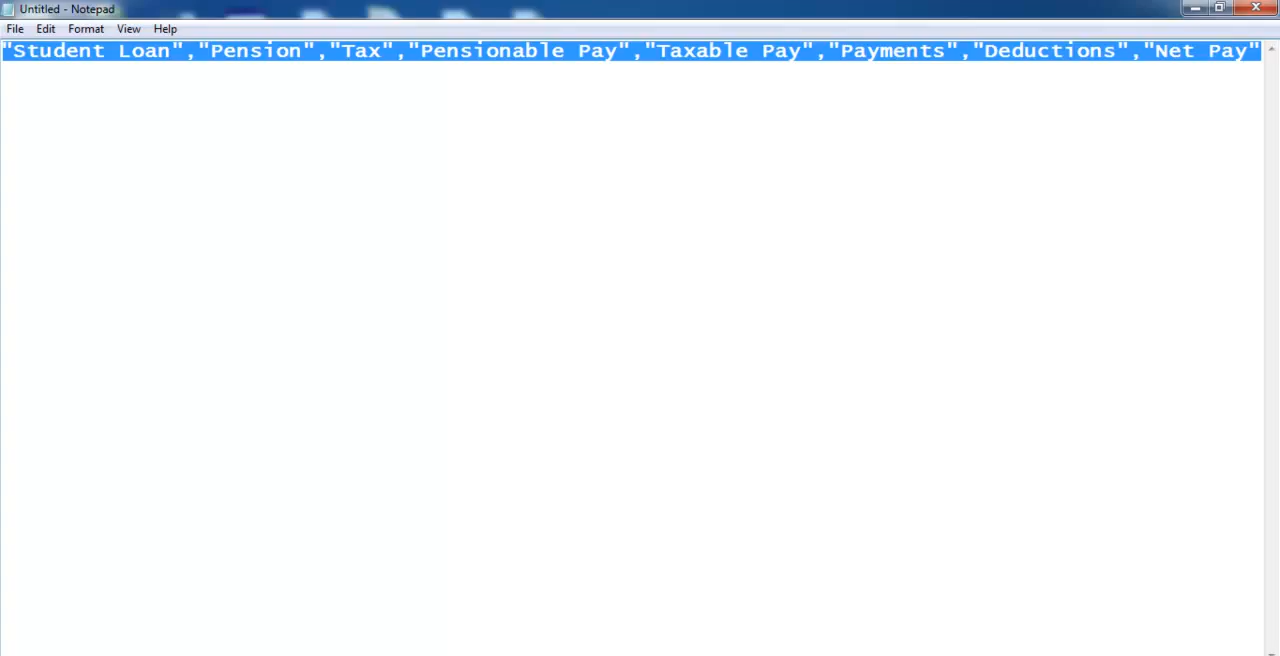 Untitled - Notepad
File Edit Format View Help
"Student Loan","Pension","Tax","Pensionable Pay","Taxable Pay","Payments","Deductions","Net Pay"